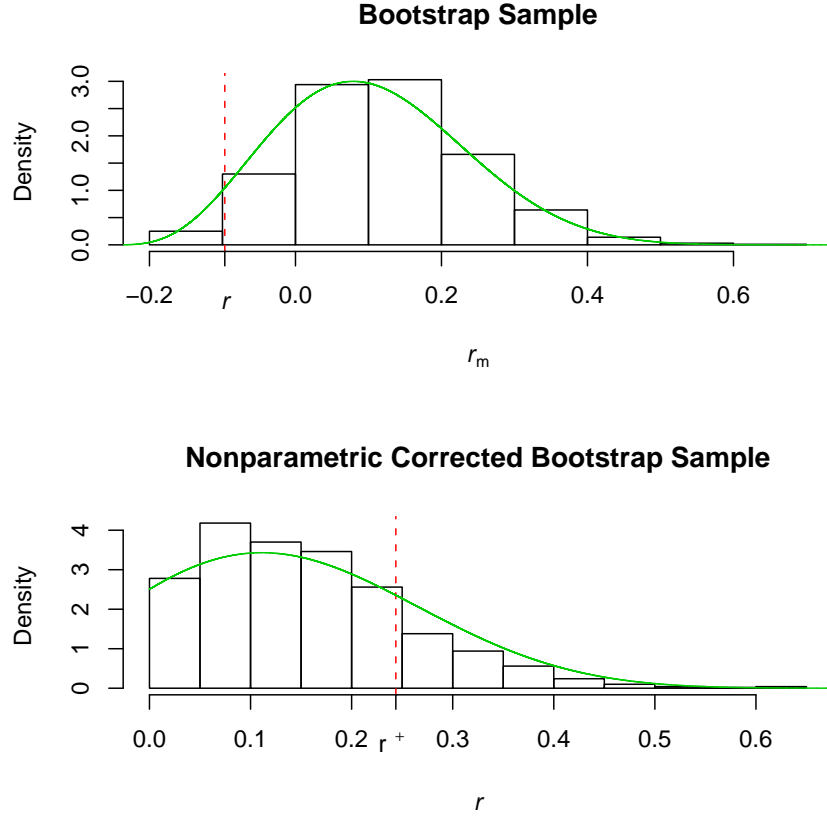 Bootstrap Sample
Density
0.0 1.0 2.0 3.0
−0.2 r 0.0 0.2 0.4 0.6
rm
Nonparametric Corrected Bootstrap Sample
Density
0 1 2 3 4
0.0 0.1 0.2 r + 0.3 0.4 0.5 0.6
r